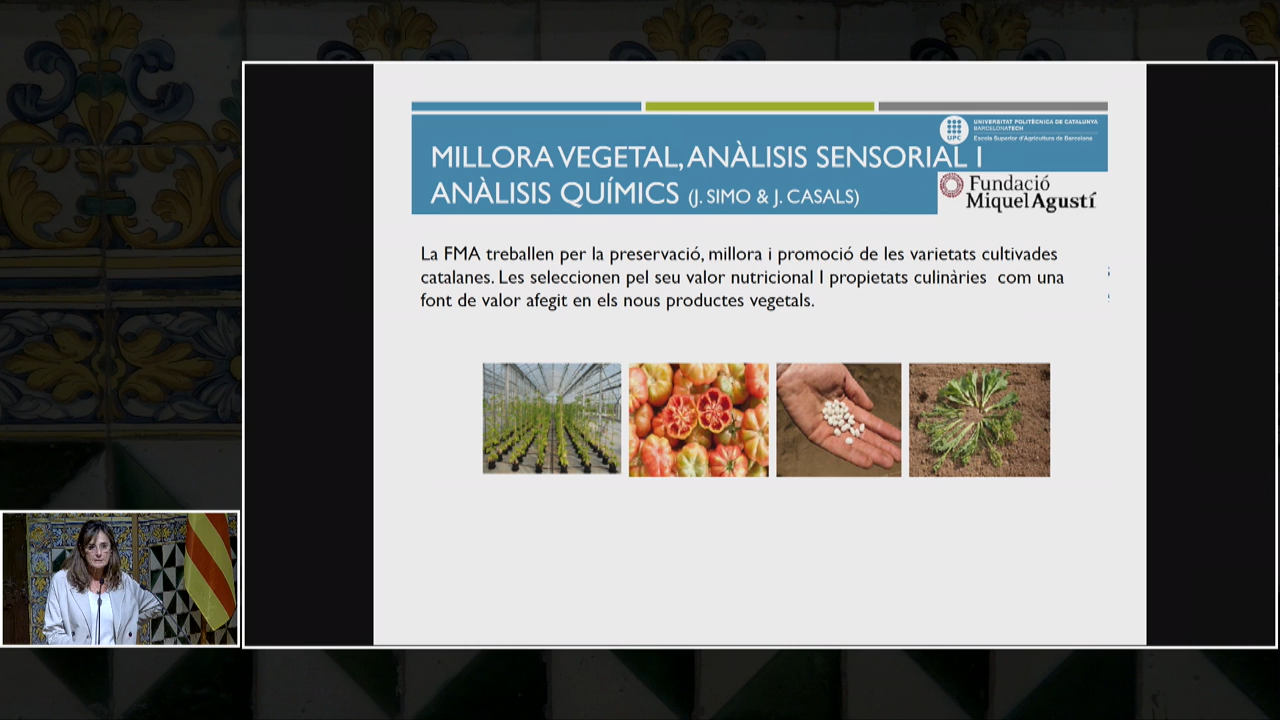 UNIVERSITAT POLITÈCNICA DE CATALUNYA
BARCELONATECH
UPC
Escola Superior d'Agricultura de Barcelona
MILLORA VEGETAL, ANÀLISIS SENSORIAL I
ANÀLISIS QUÍMICS (J. SIMO & J. CASALS)
Fundació
Miquel Agustí
La FMA treballen per la preservació, millora i promoció de les varietats cultivades
catalanes. Les seleccionen pel seu valor nutricional I propietats culinàries com una
font de valor afegit en els nous productes vegetals.